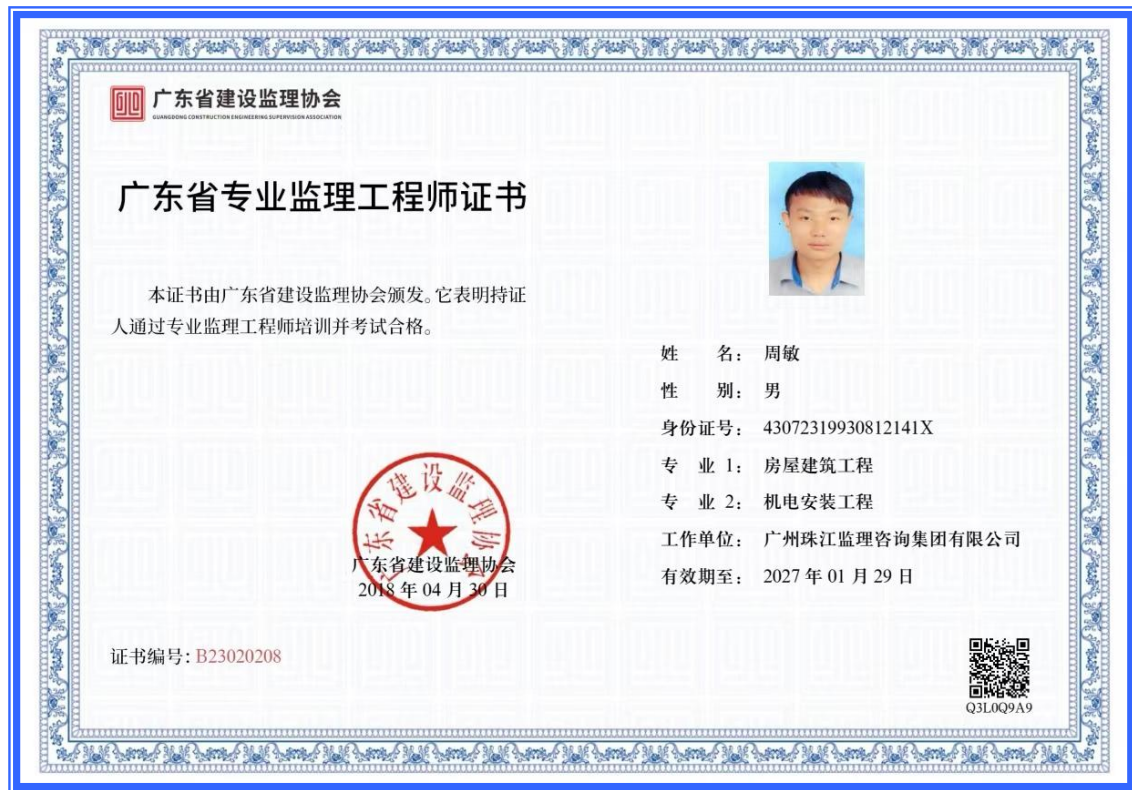 广东省建设监理协会
GUANGDONG CONSTRUCTION ENGINEERING SUPERVISION ASSOCIATION
广东省专业监理工程师证书
本证书由广东省建设监理协会颁发。它表明持证
人通过专业监理工程师培训并考试合格。
姓 名： 周敏
性 别： 男
身份证号： 43072319930812141X
专 业 1： 房屋建筑工程
专 业 2： 机电安装工程
工作单位： 广州珠江监理咨询集团有限公司
有效期至： 2027 年 01 月 29 日
广东省建设监理协会
广东省建设监理协会
2018 年 04 月 30 日
证书编号: B23020208
Q3L0Q9A9